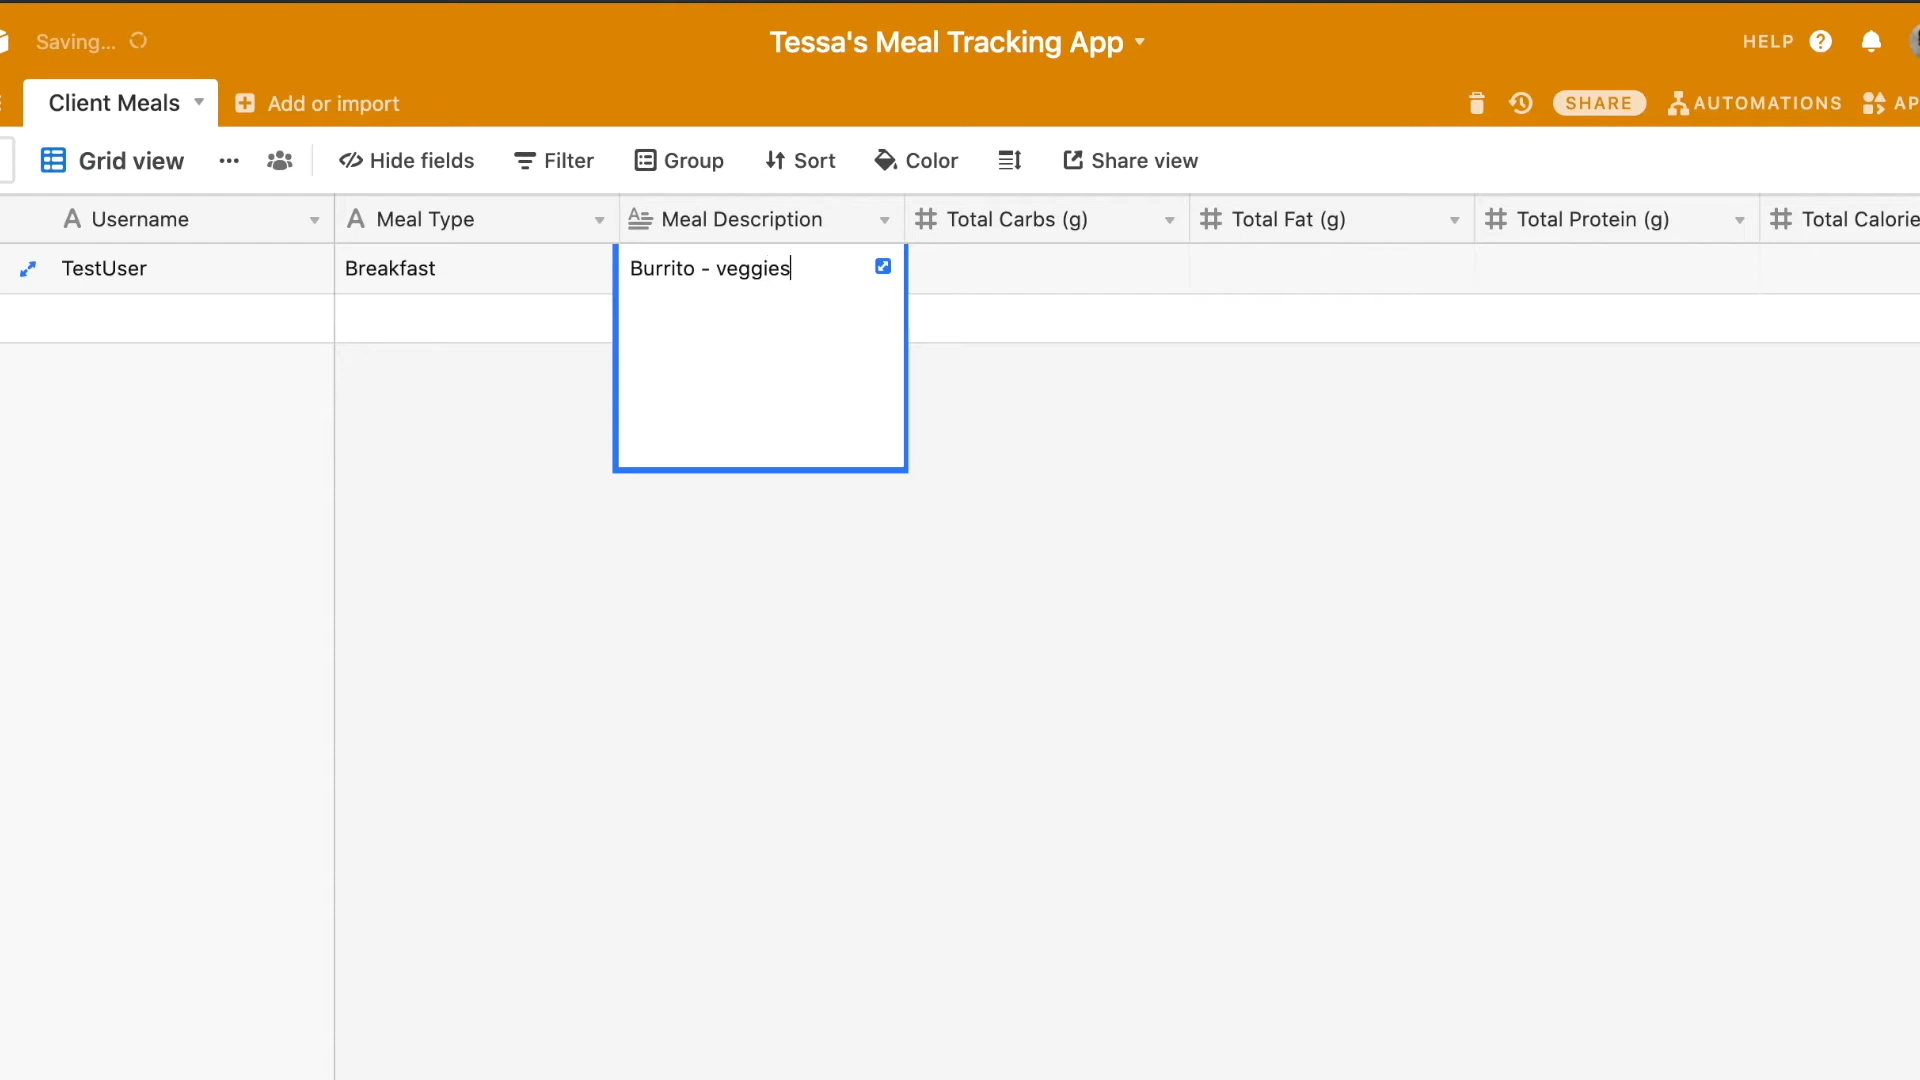 Saving...
Tessa's Meal Tracking App
HELP
Client Meals
Add or import
SHARE
AUTOMATIONS
AP
Grid view
Hide fields
Filter
Group
Sort
Color
Share view
Username
Meal Type
Meal Description
Total Carbs (g)
Total Fat (g)
Total Protein (g)
Total Calorie
TestUser
Breakfast
Burrito - veggies